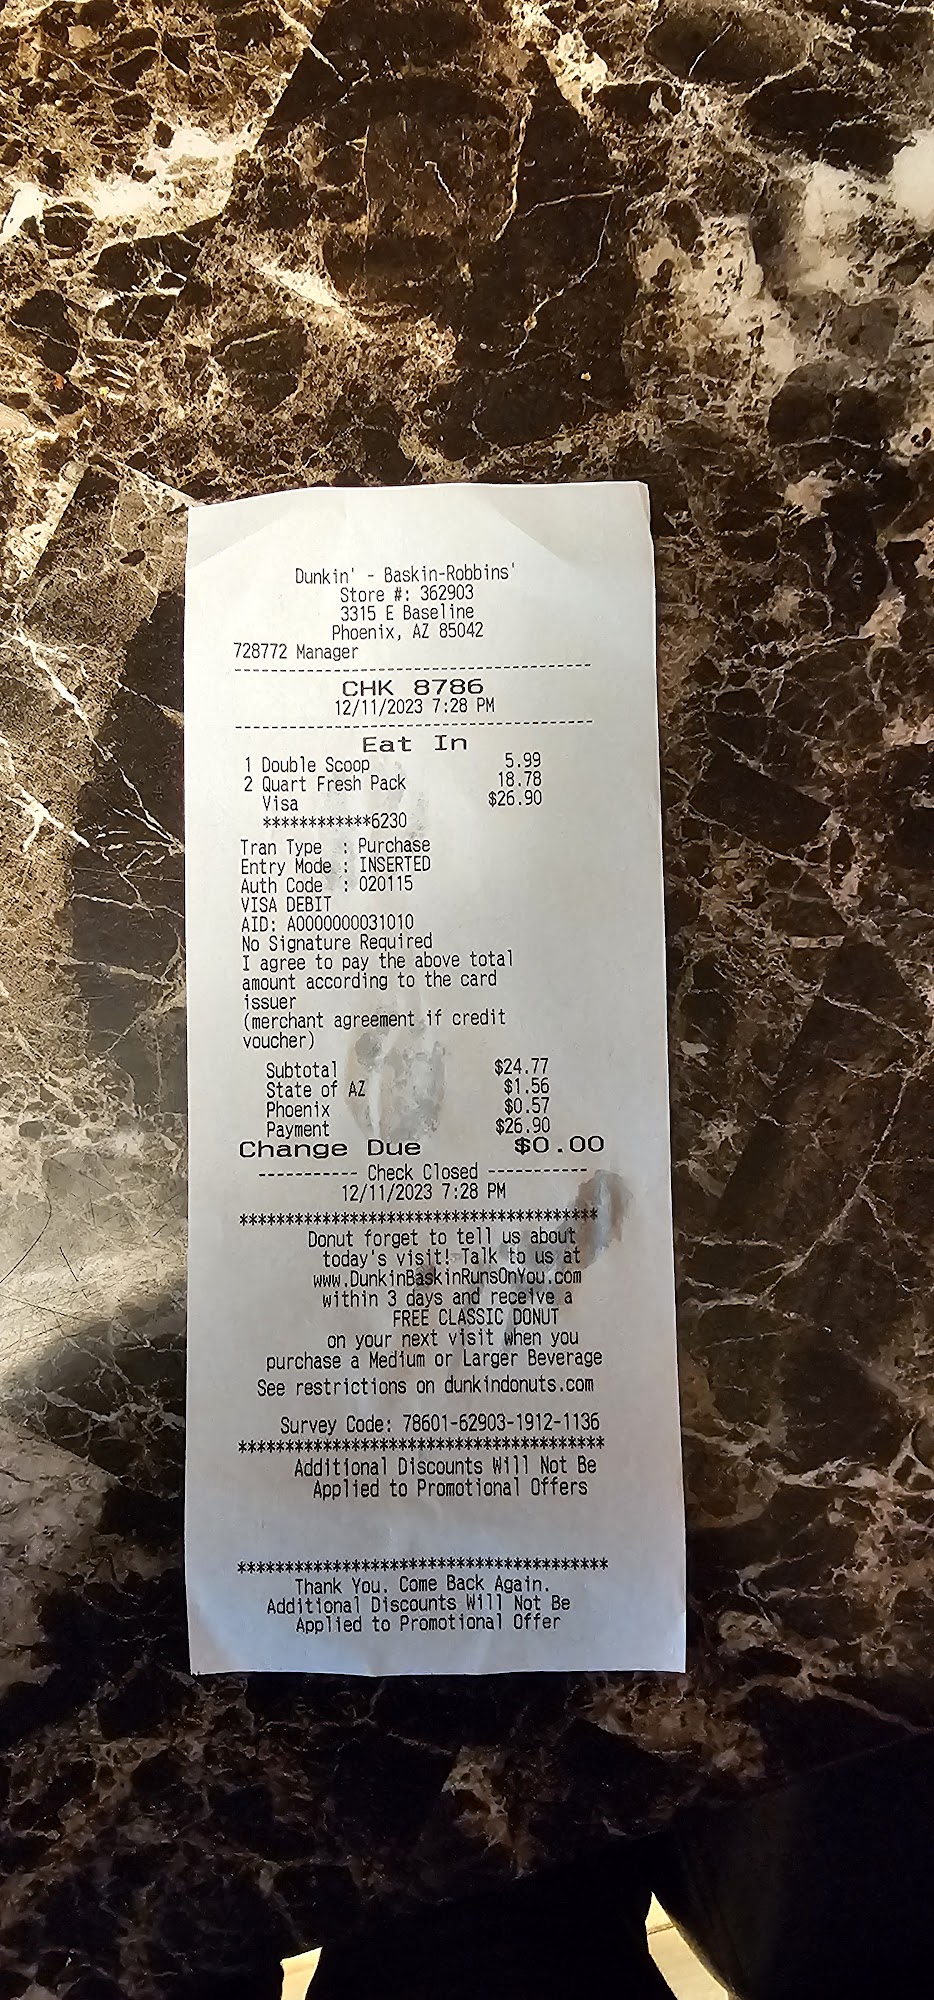 Dunkin' - Baskin-Robbins'
Store #: 362903
3315 E Baseline
Phoenix, AZ 85042
728772 Manager
---------------------------------------
CHK 8786
12/11/2023 7:28 PM
---------------------------------------
Eat In
1 Double Scoop 5.99
2 Quart Fresh Pack 18.78
Visa $26.90
************6230
Tran Type : Purchase
Entry Mode : INSERTED
Auth Code : 020115
VISA DEBIT
AID: A0000000031010
No Signature Required
I agree to pay the above total
amount according to the card
issuer
(merchant agreement if credit
voucher)
Subtotal $24.77
State of AZ $1.56
Phoenix $0.57
Payment $26.90
Change Due $0.00
----------- Check Closed -----------
12/11/2023 7:28 PM
***************************************
Donut forget to tell us about
today's visit! Talk to us at
www.DunkinBaskinRunsOnYou.com
within 3 days and receive a
FREE CLASSIC DONUT
on your next visit when you
purchase a Medium or Larger Beverage
See restrictions on dunkindonuts.com
Survey Code: 78601-62903-1912-1136
***************************************
Additional Discounts Will Not Be
Applied to Promotional Offers
***************************************
Thank You. Come Back Again.
Additional Discounts Will Not Be
Applied to Promotional Offer